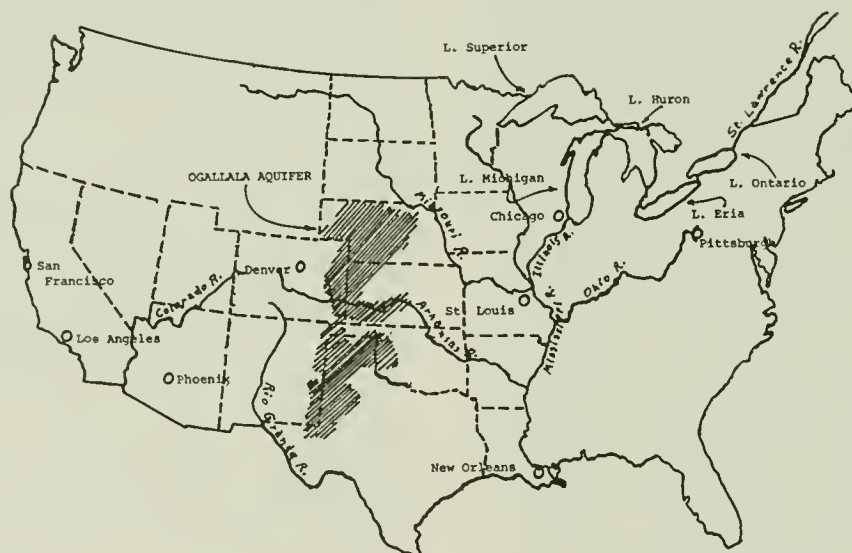 L. Superior
St. Lawrence R.
L. Huron
OGALLALA AQUIFER
L. Michigan
L. Ontario
L. Eria
Missouri R.
Chicago
Illinois R.
Pittsburgh
Ohio R.
San
Francisco
Colorado R.
Denver
Arkansas R.
St. Louis
Mississippi R.
Los Angeles
Phoenik
Rio Grande R.
New Orleans